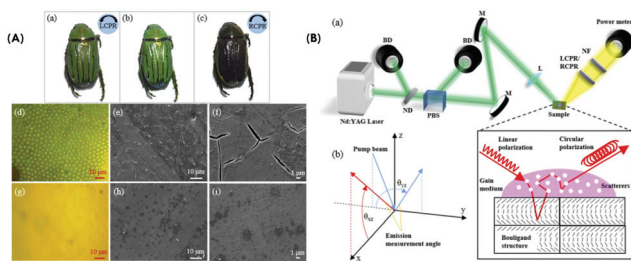 (A)
(a)
LCPR
(b)
(c)
RCPR
(d)
10 μm
(e)
10 μm
(f)
1 μm
(g)
10 μm
(h)
10 μm
(i)
1 μm
(B)
(a)
BD
BD
M
M
L
Power meter
NF
LCPR/
RCPR
Sample
Nd:YAG Laser
ND
PBS
(b)
z
Pump beam
θyz
θxz
y
x
Emission
measurement angle
Linear
polarization
Circular
polarization
Gain
medium
Scatterers
Bouligand
structure